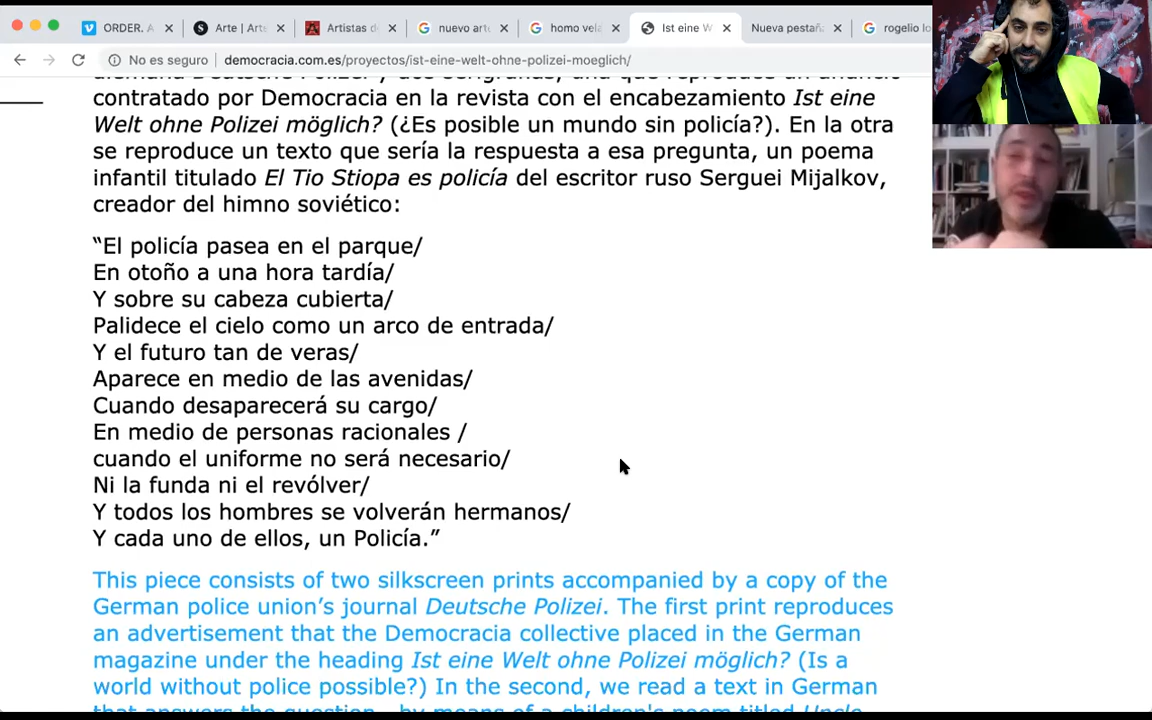 ORDER. A
Arte | Art
Artistas d
nuevo arte
homo vela
Ist eine W
Nueva pestañ
rogelio lo
No es seguro
democracia.com.es/proyectos/ist-eine-welt-ohne-polizei-moeglich/
contratado por Democracia en la revista con el encabezamiento Ist eine
Welt ohne Polizei möglich? (¿Es posible un mundo sin policía?). En la otra
se reproduce un texto que sería la respuesta a esa pregunta, un poema
infantil titulado El Tio Stiopa es policía del escritor ruso Serguei Mijalkov,
creador del himno soviético:
“El policía pasea en el parque/
En otoño a una hora tardía/
Y sobre su cabeza cubierta/
Palidece el cielo como un arco de entrada/
Y el futuro tan de veras/
Aparece en medio de las avenidas/
Cuando desaparecerá su cargo/
En medio de personas racionales /
cuando el uniforme no será necesario/
Ni la funda ni el revólver/
Y todos los hombres se volverán hermanos/
Y cada uno de ellos, un Policía.”
This piece consists of two silkscreen prints accompanied by a copy of the
German police union’s journal Deutsche Polizei. The first print reproduces
an advertisement that the Democracia collective placed in the German
magazine under the heading Ist eine Welt ohne Polizei möglich? (Is a
world without police possible?) In the second, we read a text in German